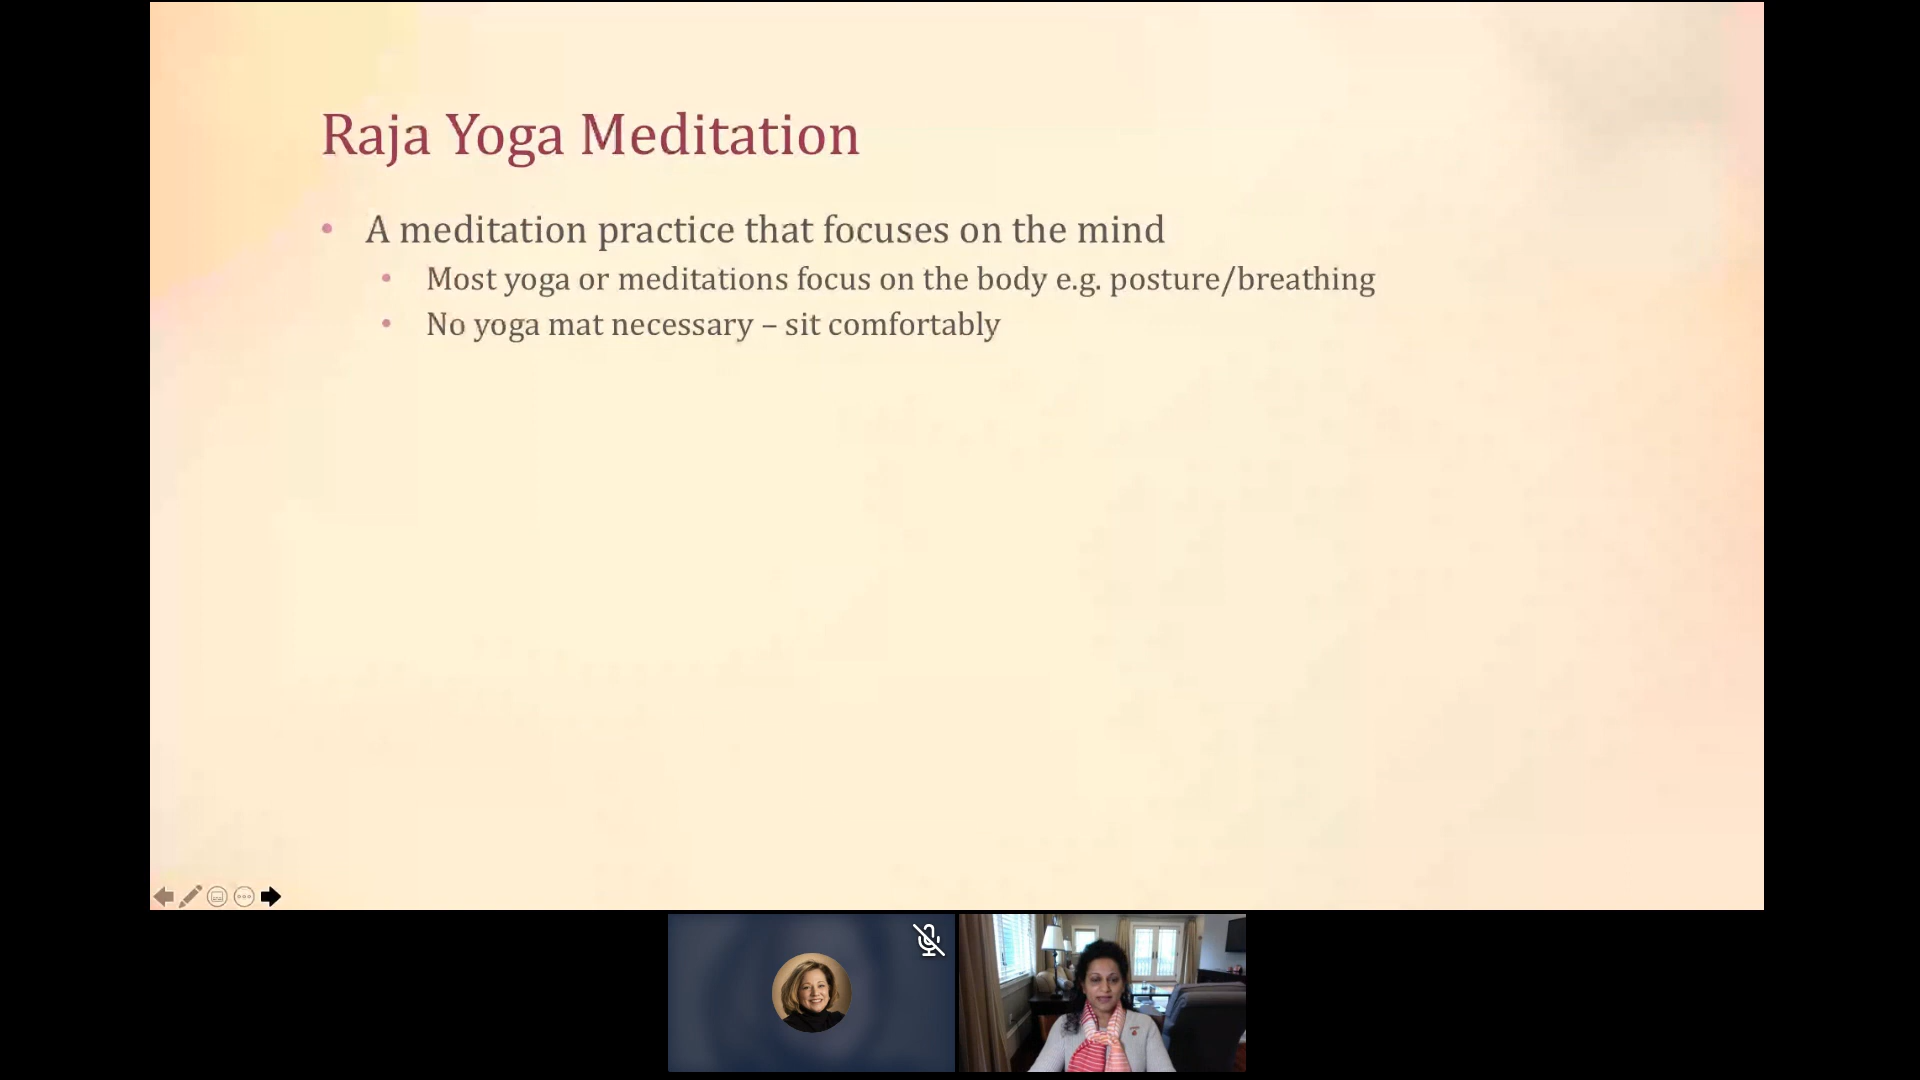 Raja Yoga Meditation
• A meditation practice that focuses on the mind
• Most yoga or meditations focus on the body e.g. posture/breathing
• No yoga mat necessary – sit comfortably